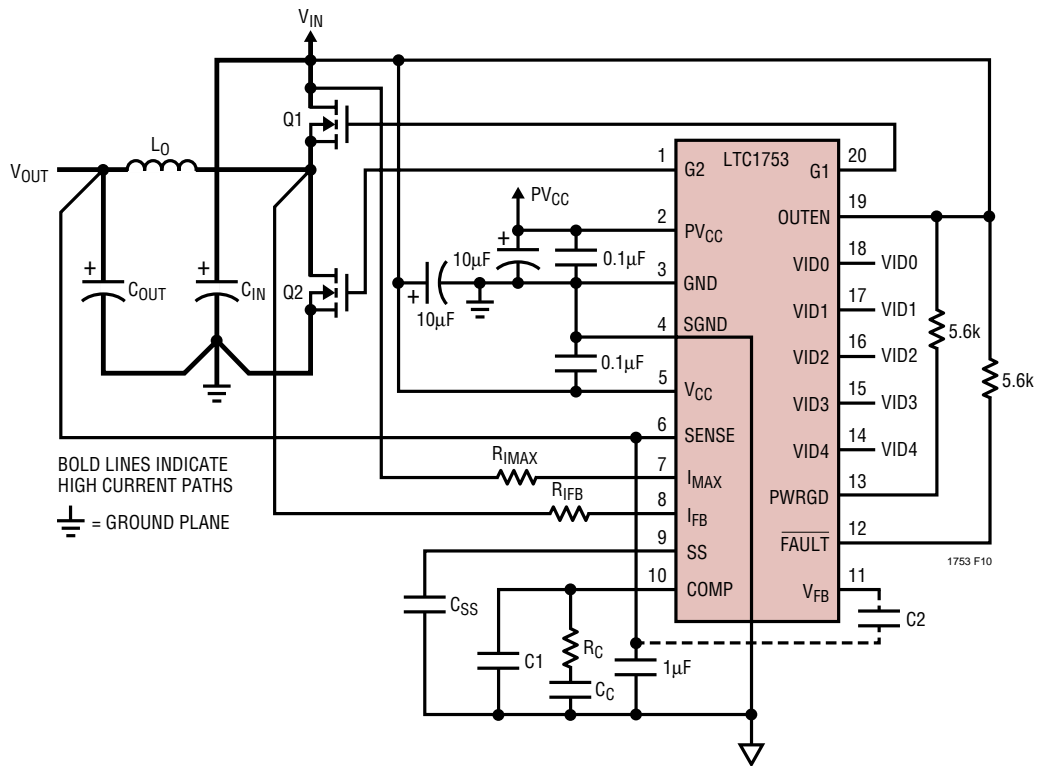 VIN
Q1
LO
VOUT
COUT
CIN
Q2
PVCC
10µF
0.1µF
10µF
0.1µF
LTC1753
1 G2
2 PVCC
3 GND
4 SGND
5 VCC
6 SENSE
7 IMAX
8 IFB
9 SS
10 COMP
20 G1
19 OUTEN
18 VID0 VID0
17 VID1 VID1
16 VID2 VID2
15 VID3 VID3
14 VID4 VID4
13 PWRGD
12 FAULT
11 VFB
5.6k
5.6k
RIMAX
RIFB
BOLD LINES INDICATE
HIGH CURRENT PATHS
= GROUND PLANE
1753 F10
CSS
C1
RC
CC
1µF
C2